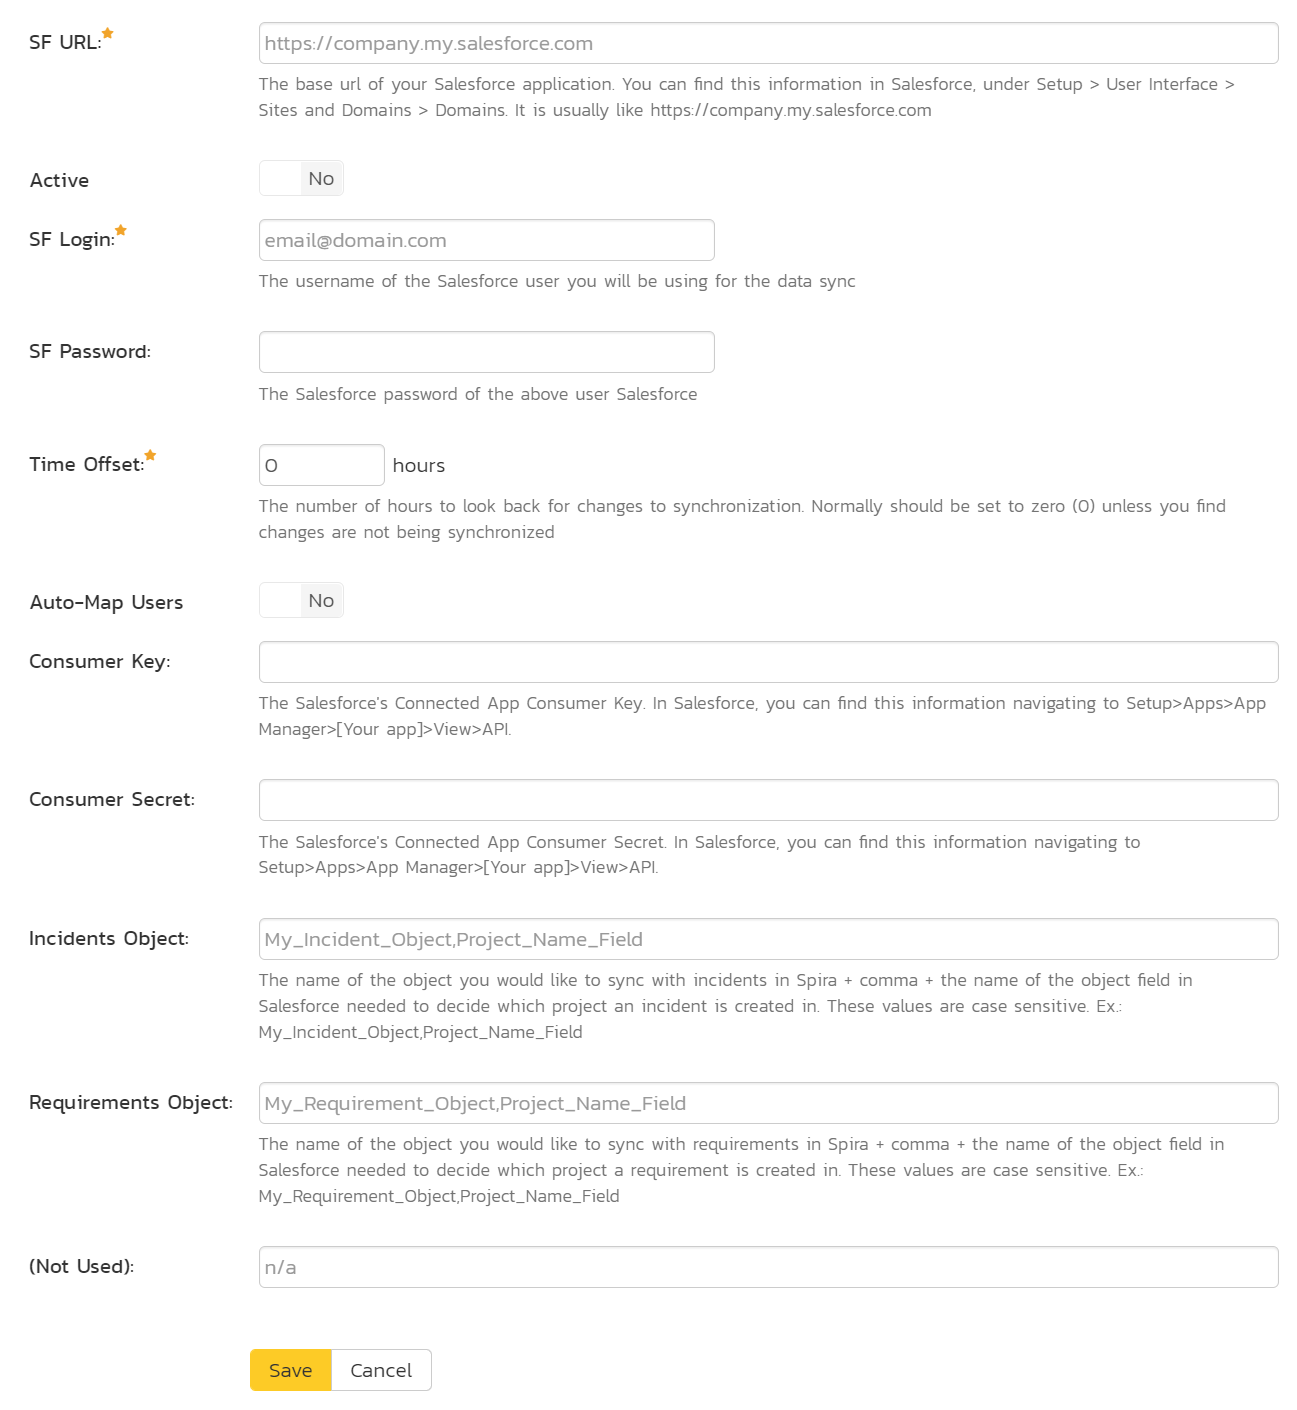 SF URL:
https://company.my.salesforce.com
The base url of your Salesforce application. You can find this information in Salesforce, under Setup > User Interface >
Sites and Domains > Domains. It is usually like https://company.my.salesforce.com
Active
No
SF Login:
email@domain.com
The username of the Salesforce user you will be using for the data sync
SF Password:
The Salesforce password of the above user Salesforce
Time Offset:
0 hours
The number of hours to look back for changes to synchronization. Normally should be set to zero (0) unless you find
changes are not being synchronized
Auto-Map Users
No
Consumer Key:
The Salesforce's Connected App Consumer Key. In Salesforce, you can find this information navigating to Setup>Apps>App
Manager>[Your app]>View>API.
Consumer Secret:
The Salesforce's Connected App Consumer Secret. In Salesforce, you can find this information navigating to
Setup>Apps>App Manager>[Your app]>View>API.
Incidents Object:
My_Incident_Object,Project_Name_Field
The name of the object you would like to sync with incidents in Spira + comma + the name of the object field in
Salesforce needed to decide which project an incident is created in. These values are case sensitive. Ex.:
My_Incident_Object,Project_Name_Field
Requirements Object:
My_Requirement_Object,Project_Name_Field
The name of the object you would like to sync with requirements in Spira + comma + the name of the object field in
Salesforce needed to decide which project a requirement is created in. These values are case sensitive. Ex.:
My_Requirement_Object,Project_Name_Field
(Not Used):
n/a
Save
Cancel